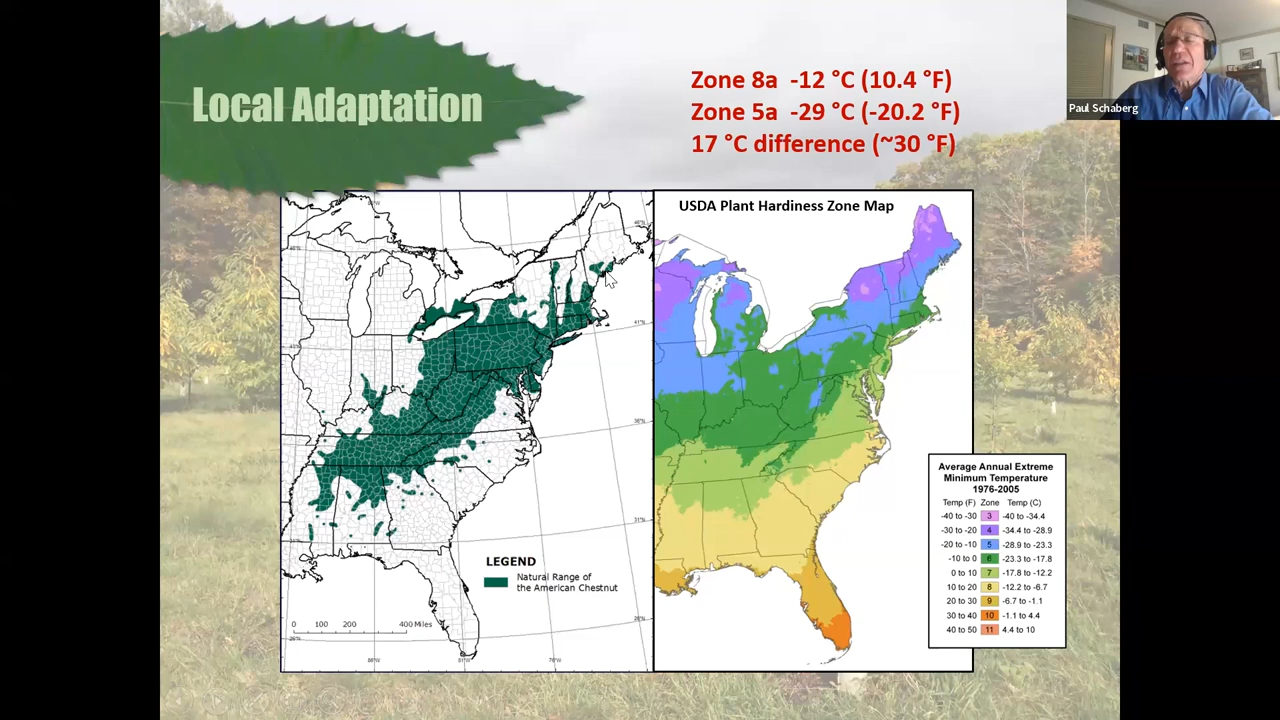 Local Adaptation
Zone 8a -12 °C (10.4 °F)
Zone 5a -29 °C (-20.2 °F)
17 °C difference (~30 °F)
Paul Schaberg
USDA Plant Hardiness Zone Map
LEGEND
Natural Range of
the American Chestnut
0 100 200 400 Miles
Average Annual Extreme
Minimum Temperature
1976-2005
Temp (F) Zone Temp (C)
-40 to -30 3 -40 to -34.4
-30 to -20 4 -34.4 to -28.9
-20 to -10 5 -28.9 to -23.3
-10 to 0 6 -23.3 to -17.8
0 to 10 7 -17.8 to -12.2
10 to 20 8 -12.2 to -6.7
20 to 30 9 -6.7 to -1.1
30 to 40 10 -1.1 to 4.4
40 to 50 11 4.4 to 10